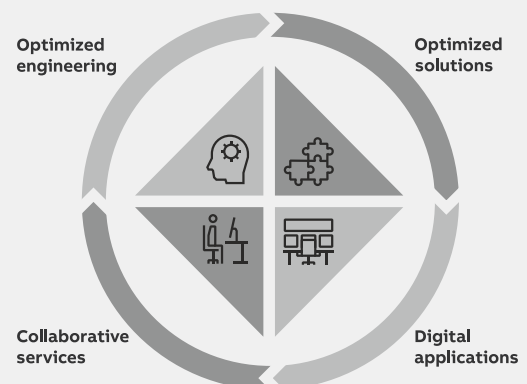 Optimized
engineering
Optimized
solutions
Collaborative
services
Digital
applications